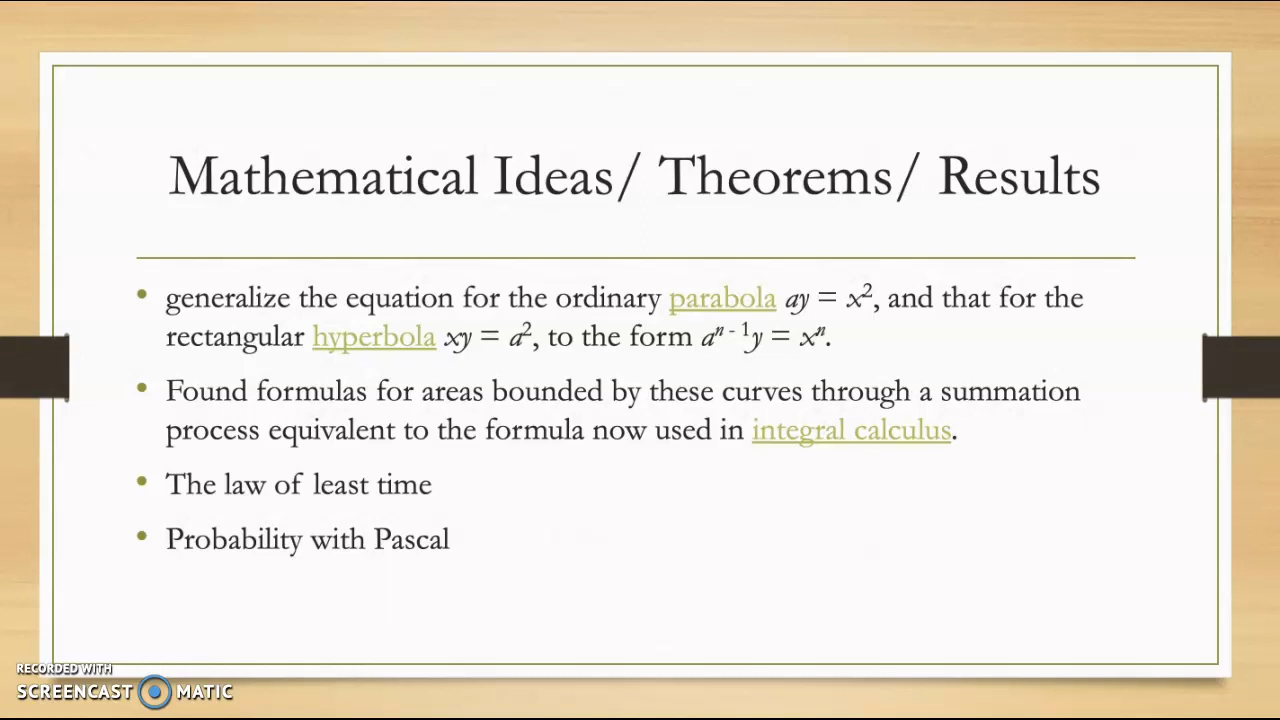 Mathematical Ideas/ Theorems/ Results
• generalize the equation for the ordinary parabola ay = x², and that for the
rectangular hyperbola xy = a², to the form aⁿ⁻¹y = xⁿ.
• Found formulas for areas bounded by these curves through a summation
process equivalent to the formula now used in integral calculus.
• The law of least time
• Probability with Pascal
RECORDED WITH
SCREENCAST MATIC